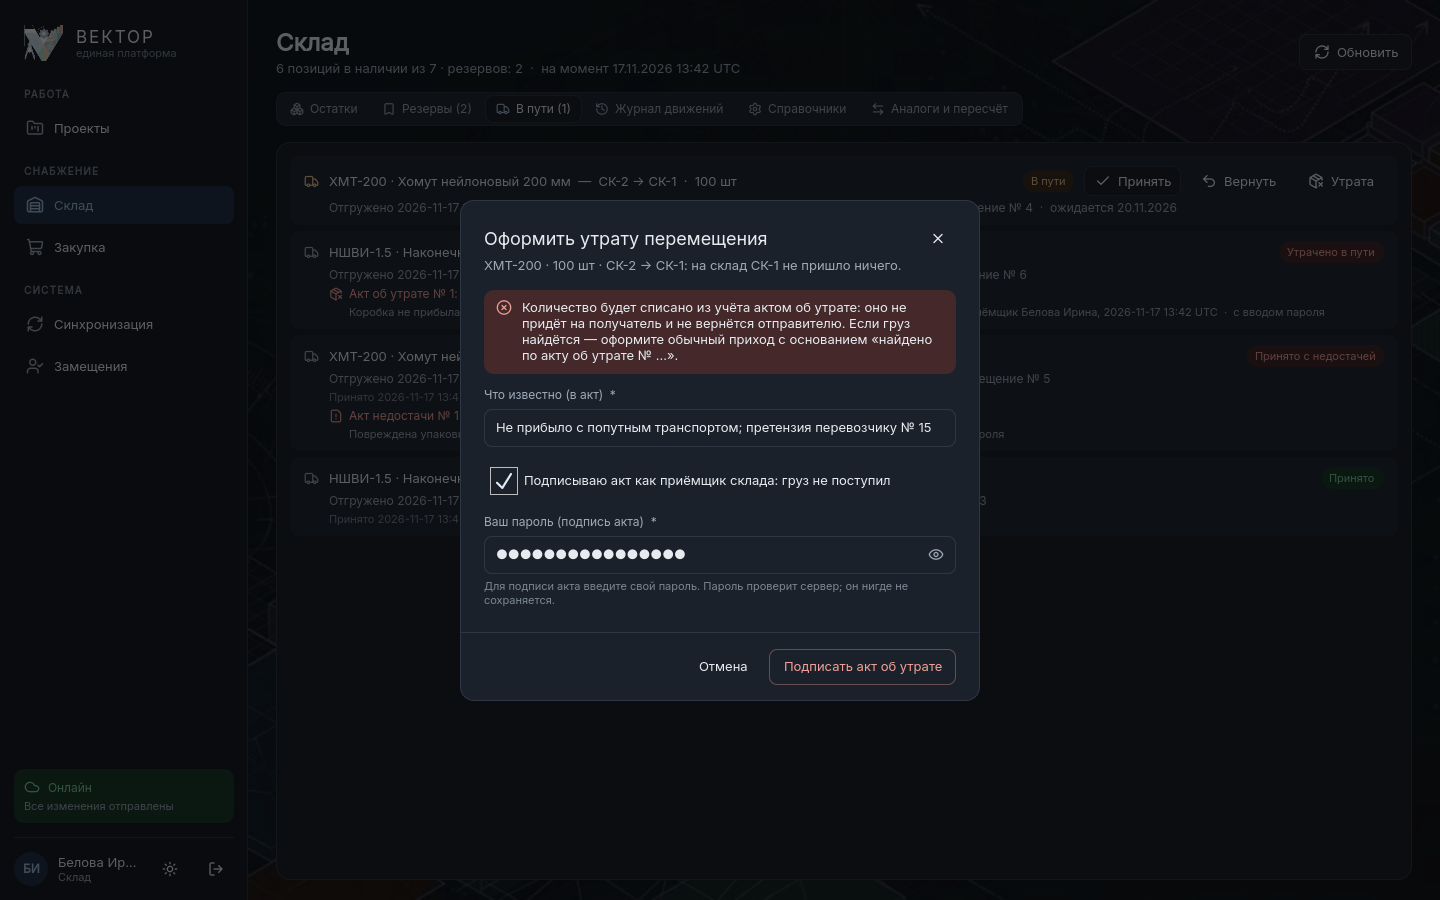 ВЕКТОР
единая платформа
РАБОТА
Проекты
СНАБЖЕНИЕ
Склад
Закупка
СИСТЕМА
Синхронизация
Замещения
Онлайн
Все изменения отправлены
БИ
Белова Ир...
Склад
Склад
6 позиций в наличии из 7 · резервов: 2 · на момент 17.11.2026 13:42 UTC
Обновить
Остатки
Резервы (2)
В пути (1)
Журнал движений
Справочники
Аналоги и пересчёт
ХМТ-200 · Хомут нейлоновый 200 мм — СК-2 → СК-1 · 100 шт
В пути
Принять
Вернуть
Утрата
Отгружено 2026-11-17
ение № 4 · ожидается 20.11.2026
НШВИ-1.5 · Наконечн
Утрачено в пути
Отгружено 2026-11-17
ние № 6
Акт об утрате № 1:
Коробка не прибыла
ёмщик Белова Ирина, 2026-11-17 13:42 UTC · с вводом пароля
ХМТ-200 · Хомут ней
Принято с недостачей
Отгружено 2026-11-17
ещение № 5
Принято 2026-11-17 13:4
Акт недостачи № 1
Повреждена упаковк
роля
НШВИ-1.5 · Наконечн
Принято
Отгружено 2026-11-17
3
Принято 2026-11-17 13:4
Оформить утрату перемещения
ХМТ-200 · 100 шт · СК-2 → СК-1: на склад СК-1 не пришло ничего.
Количество будет списано из учёта актом об утрате: оно не
придёт на получатель и не вернётся отправителю. Если груз
найдётся — оформите обычный приход с основанием «найдено
по акту об утрате № ...».
Что известно (в акт) *
Не прибыло с попутным транспортом; претензия перевозчику № 15
Подписываю акт как приёмщик склада: груз не поступил
Ваш пароль (подпись акта) *
●●●●●●●●●●●●●●●●
Для подписи акта введите свой пароль. Пароль проверит сервер; он нигде не
сохраняется.
Отмена
Подписать акт об утрате